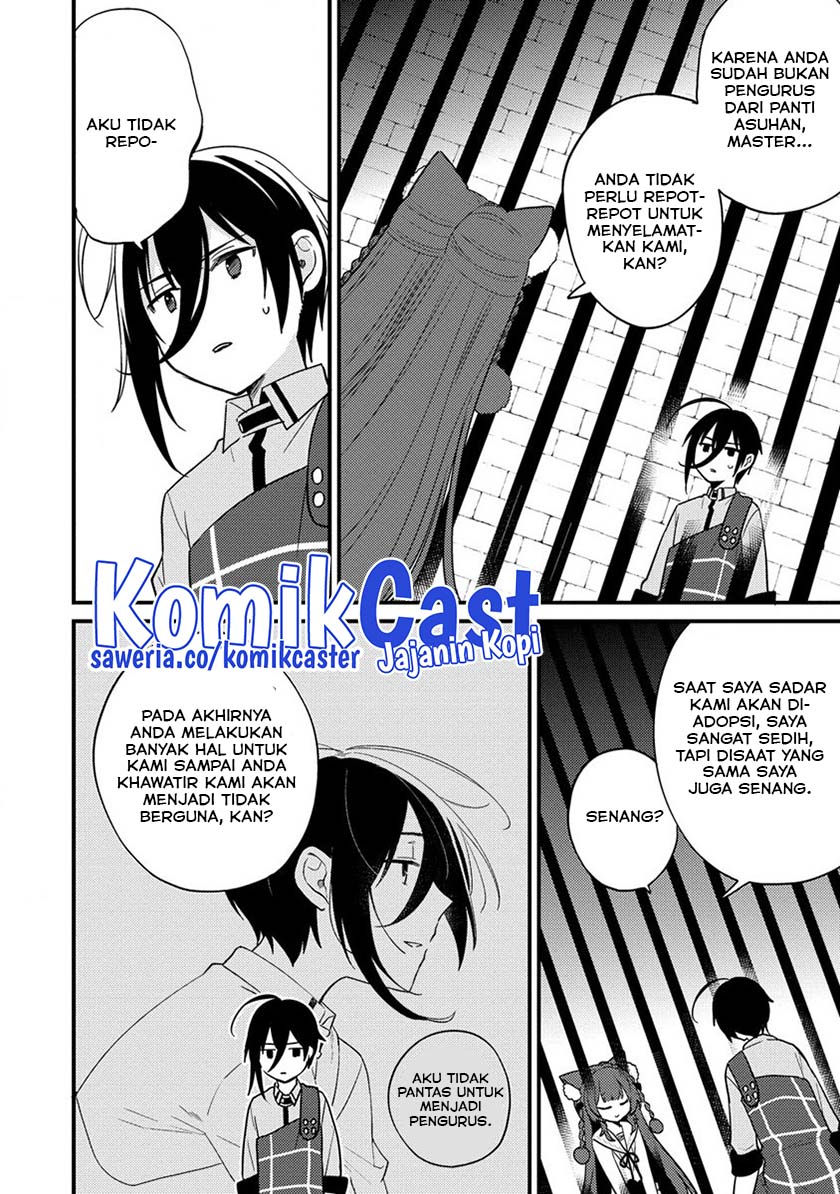 KARENA ANDA
SUDAH BUKAN
PENGURUS
DARI PANTI
ASUHAN,
MASTER...
ANDA TIDAK
PERLU REPOT-
REPOT UNTUK
MENYELAMAT-
KAN KAMI,
KAN?
AKU TIDAK
REPO-
KomikCast
saweria.co/komikcaster
Jajanin Kopi
SAAT SAYA SADAR
KAMI AKAN DI-
ADOPSI, SAYA
SANGAT SEDIH,
TAPI DISAAT YANG
SAMA SAYA
JUGA SENANG.
SENANG?
PADA AKHIRNYA
ANDA MELAKUKAN
BANYAK HAL UNTUK
KAMI SAMPAI ANDA
KHAWATIR KAMI AKAN
MENJADI TIDAK
BERGUNA, KAN?
AKU TIDAK
PANTAS UNTUK
MENJADI
PENGURUS.